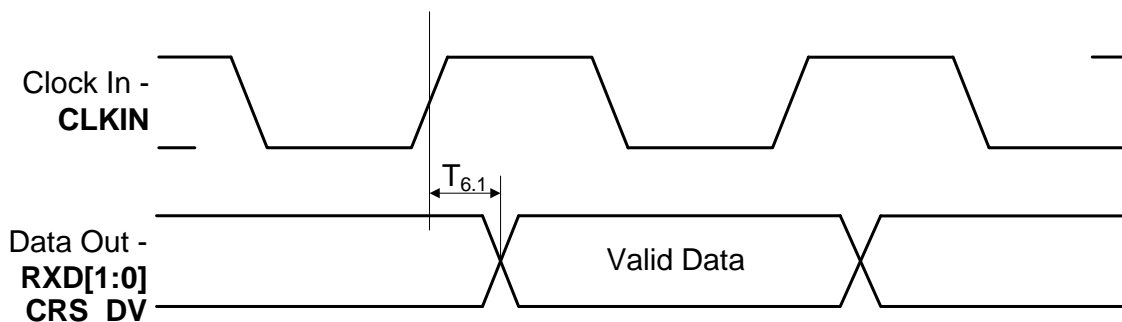 Clock In -
CLKIN
T6.1
Data Out -
RXD[1:0]
CRS_DV
Valid Data